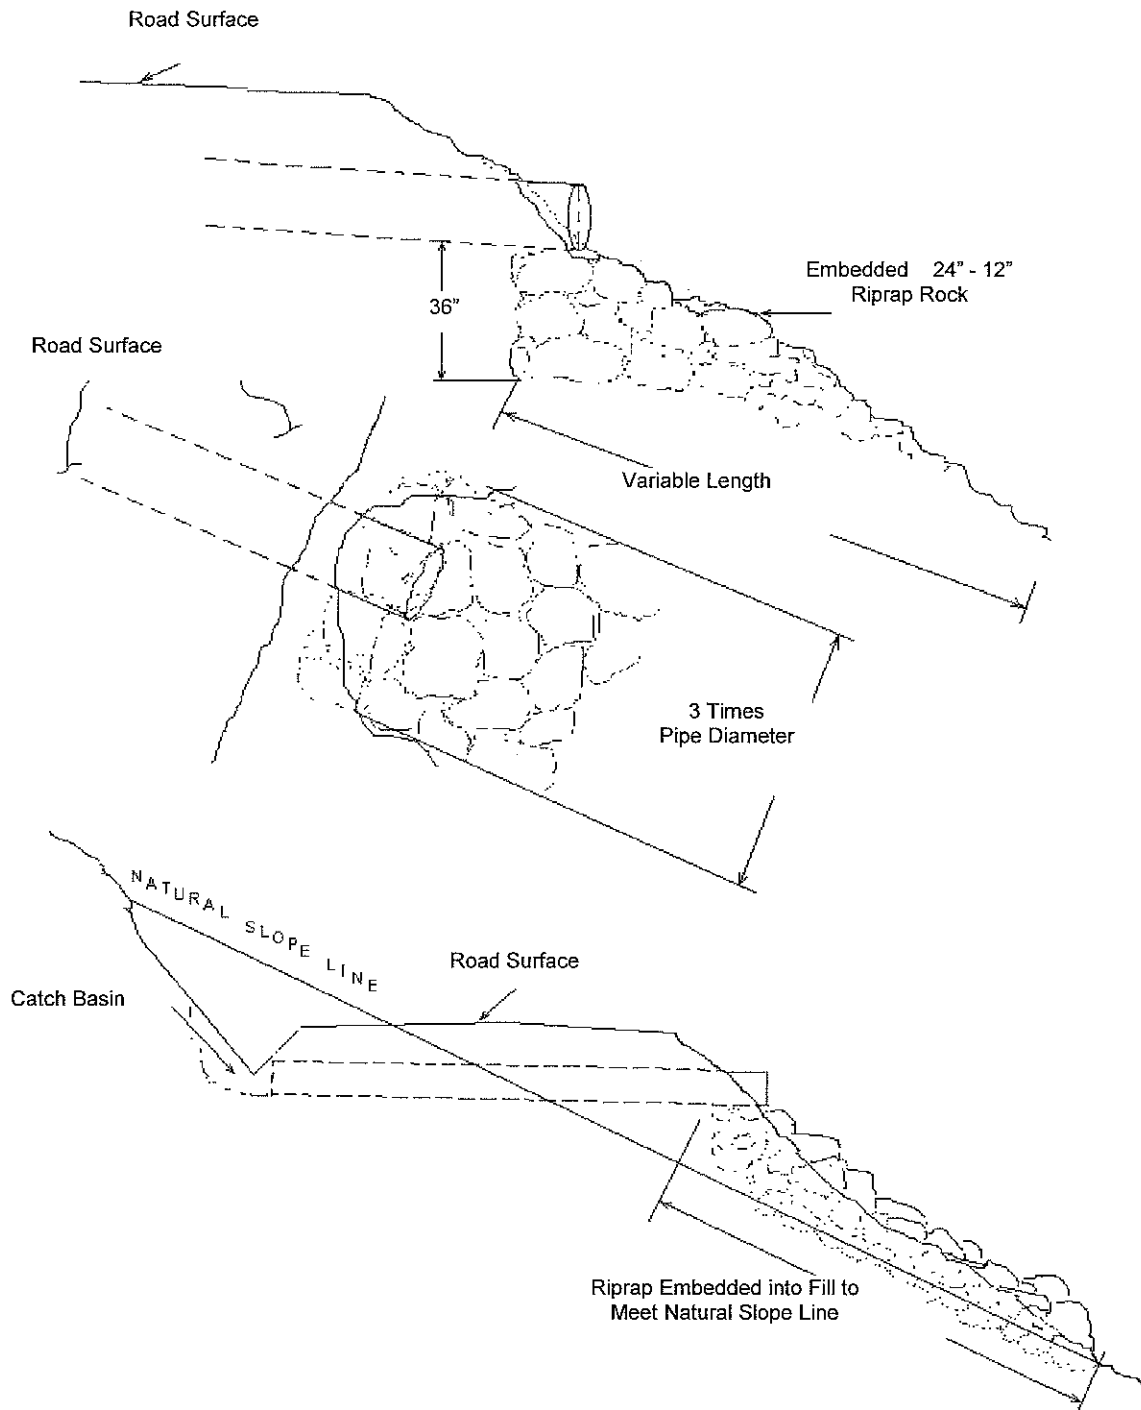 Road Surface
Embedded 24” - 12”
Riprap Rock
36”
Road Surface
Variable Length
3 Times
Pipe Diameter
NATURAL SLOPE LINE
Road Surface
Catch Basin
Riprap Embedded into Fill to
Meet Natural Slope Line